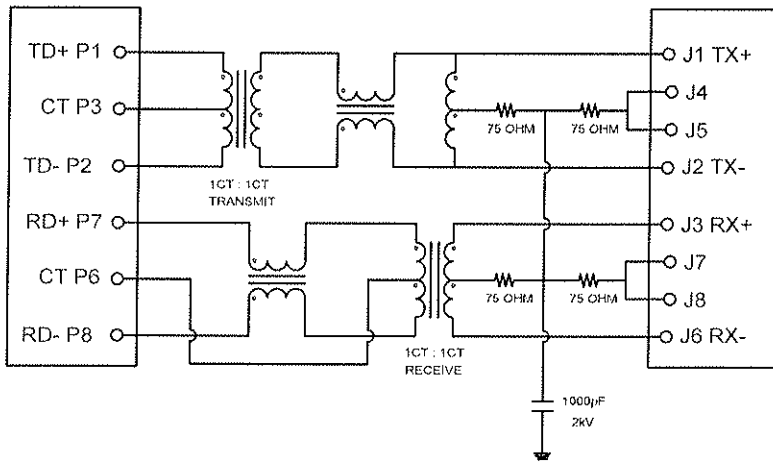 TD+ P1
CT P3
TD- P2
RD+ P7
CT P6
RD- P8
1CT : 1CT
TRANSMIT
1CT : 1CT
RECEIVE
75 OHM
75 OHM
75 OHM
75 OHM
1000pF
2kV
J1 TX+
J4
J5
J2 TX-
J3 RX+
J7
J8
J6 RX-